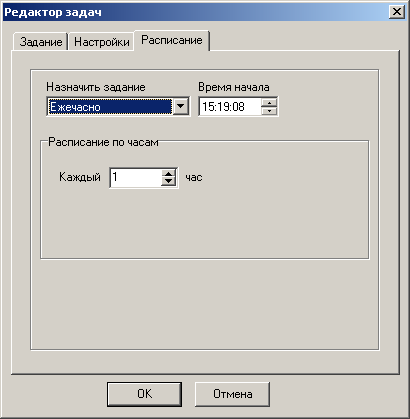 Редактор задач
Задание Настройки Расписание
Назначить задание Время начала
Ежечасно 15:19:08
Расписание по часам
Каждый 1 час
OK Отмена